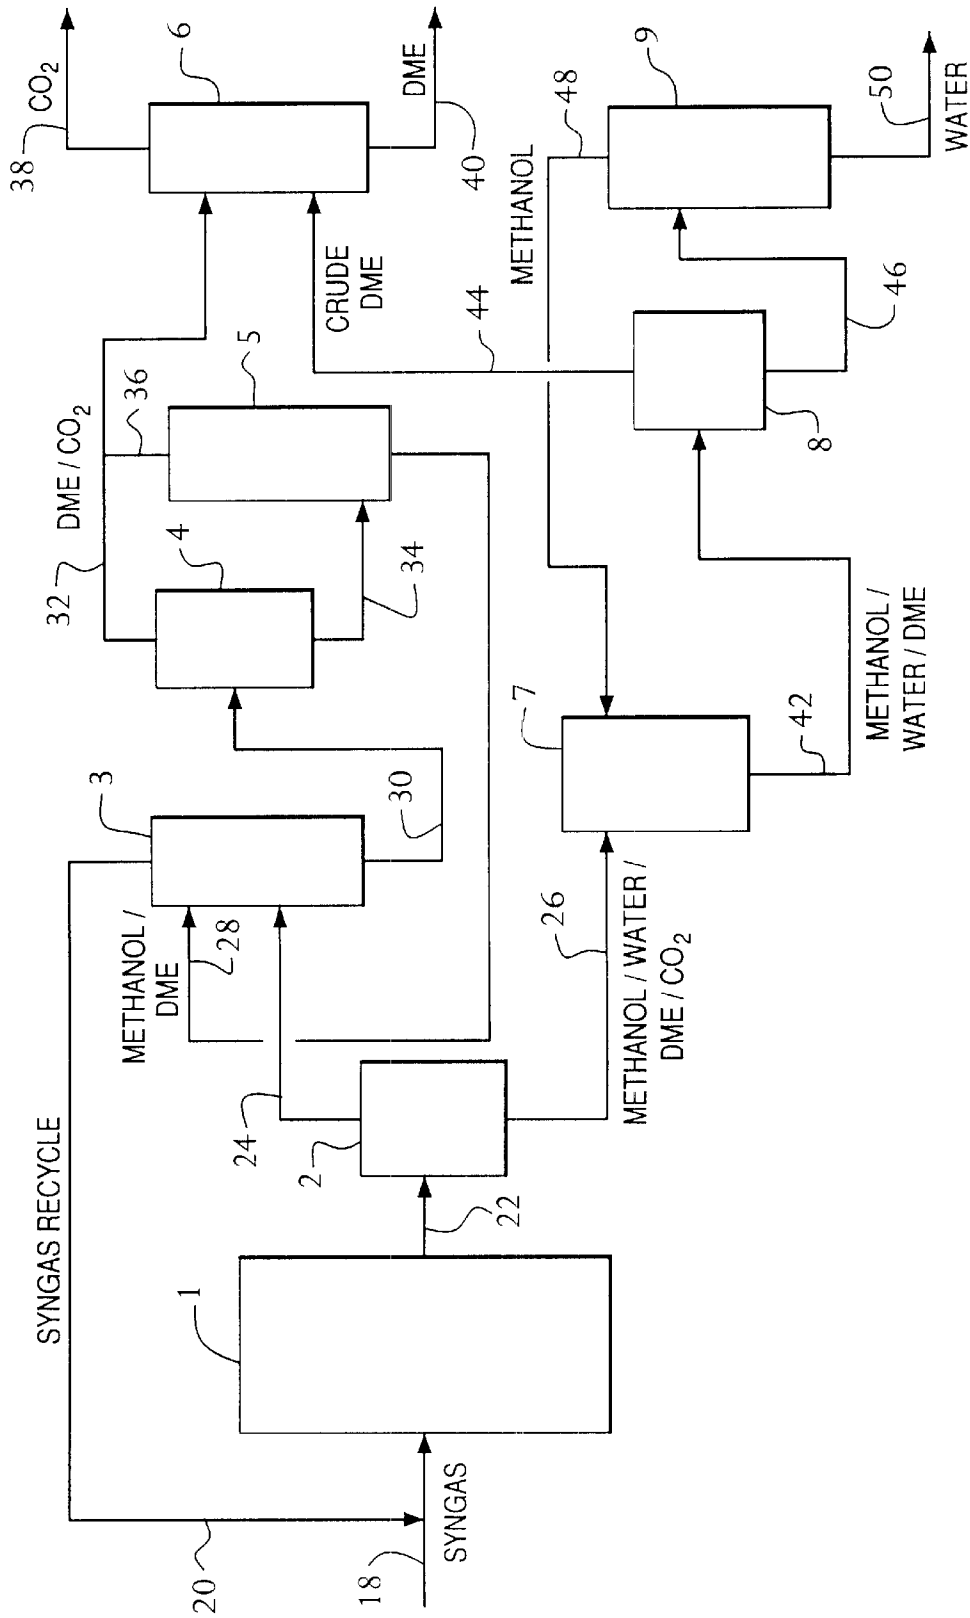 SYNGAS RECYCLE
20
18
SYNGAS
1
22
2
24
METHANOL /
DME
28
3
30
26
METHANOL / WATER /
DME / CO2
7
42
METHANOL /
WATER / DME
32
DME / CO2
4
34
36
5
CRUDE
DME
44
8
46
METHANOL
48
9
50
WATER
38
CO2
6
DME
40